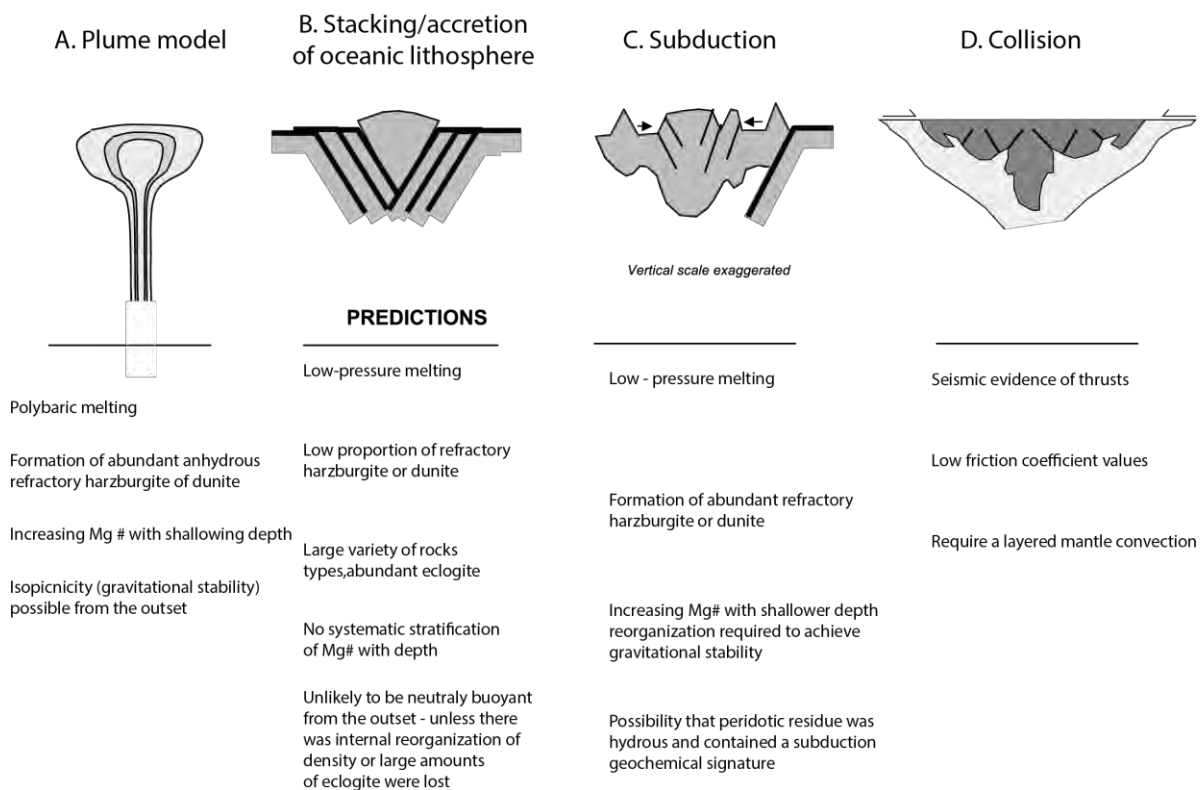 A. Plume model
B. Stacking/accretion
of oceanic lithosphere
C. Subduction
D. Collision
Vertical scale exaggerated
PREDICTIONS
Polybaric melting
Formation of abundant anhydrous
refractory harzburgite of dunite
Increasing Mg # with shallowing depth
Isopicnicity (gravitational stability)
possible from the outset
Low-pressure melting
Low proportion of refractory
harzburgite or dunite
Large variety of rocks
types,abundant eclogite
No systematic stratification
of Mg# with depth
Unlikely to be neutraly buoyant
from the outset - unless there
was internal reorganization of
density or large amounts
of eclogite were lost
Low - pressure melting
Formation of abundant refractory
harzburgite or dunite
Increasing Mg# with shallower depth
reorganization required to achieve
gravitational stability
Possibility that peridotic residue was
hydrous and contained a subduction
geochemical signature
Seismic evidence of thrusts
Low friction coefficient values
Require a layered mantle convection